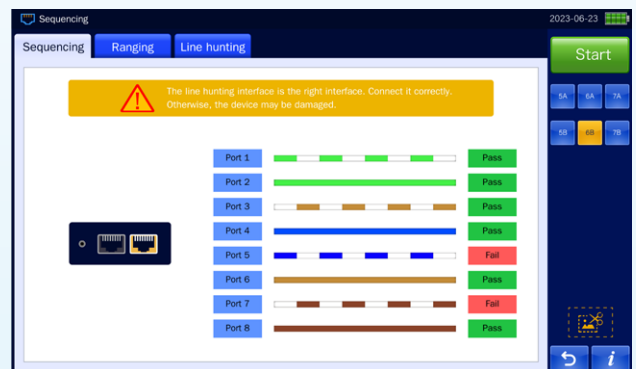 Sequencing
2023-06-23
Sequencing Ranging Line hunting
Start
The line hunting interface is the right interface. Connect it correctly.
Otherwise, the device may be damaged.
5A 6A 7A
5B 6B 7B
Port 1 Pass
Port 2 Pass
Port 3 Pass
Port 4 Pass
Port 5 Fail
Port 6 Pass
Port 7 Fail
Port 8 Pass
i